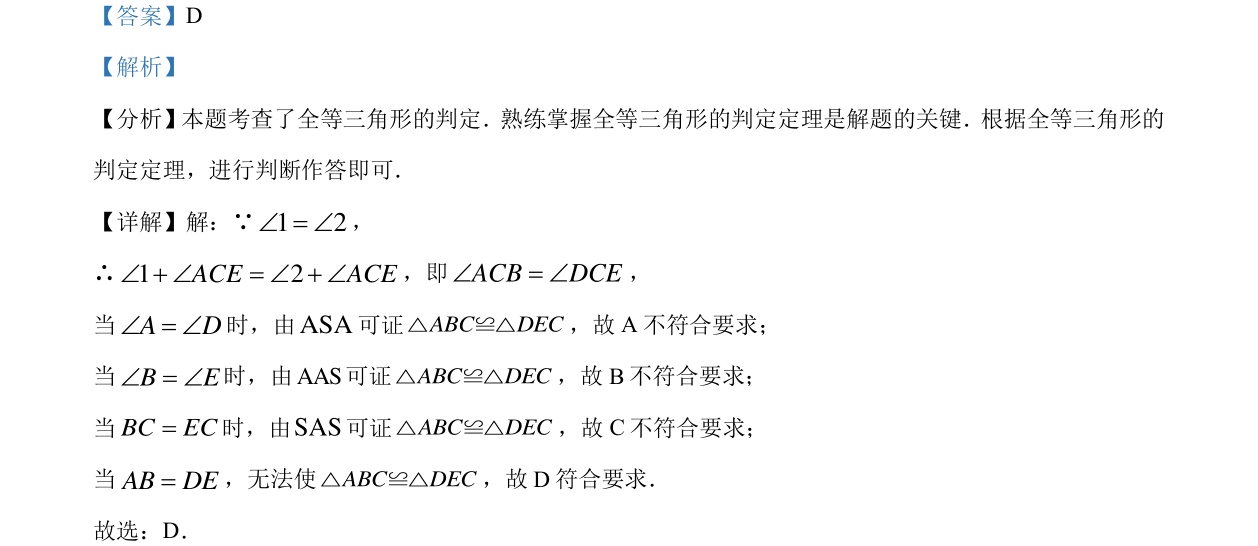 【答案】D
【解析】
【分析】本题考查了全等三角形的判定．熟练掌握全等三角形的判定定理是解题的关键．根据全等三角形的
判定定理，进行判断作答即可．
【详解】解：∵∠1=∠2，
∴∠1+∠ACE=∠2+∠ACE，即∠ACB=∠DCE，
当∠A=∠D时，由ASA可证△ABC≌△DEC，故A不符合要求；
当∠B=∠E时，由AAS可证△ABC≌△DEC，故B不符合要求；
当BC=EC时，由SAS可证△ABC≌△DEC，故C不符合要求；
当AB=DE，无法使△ABC≌△DEC，故D符合要求．
故选：D．